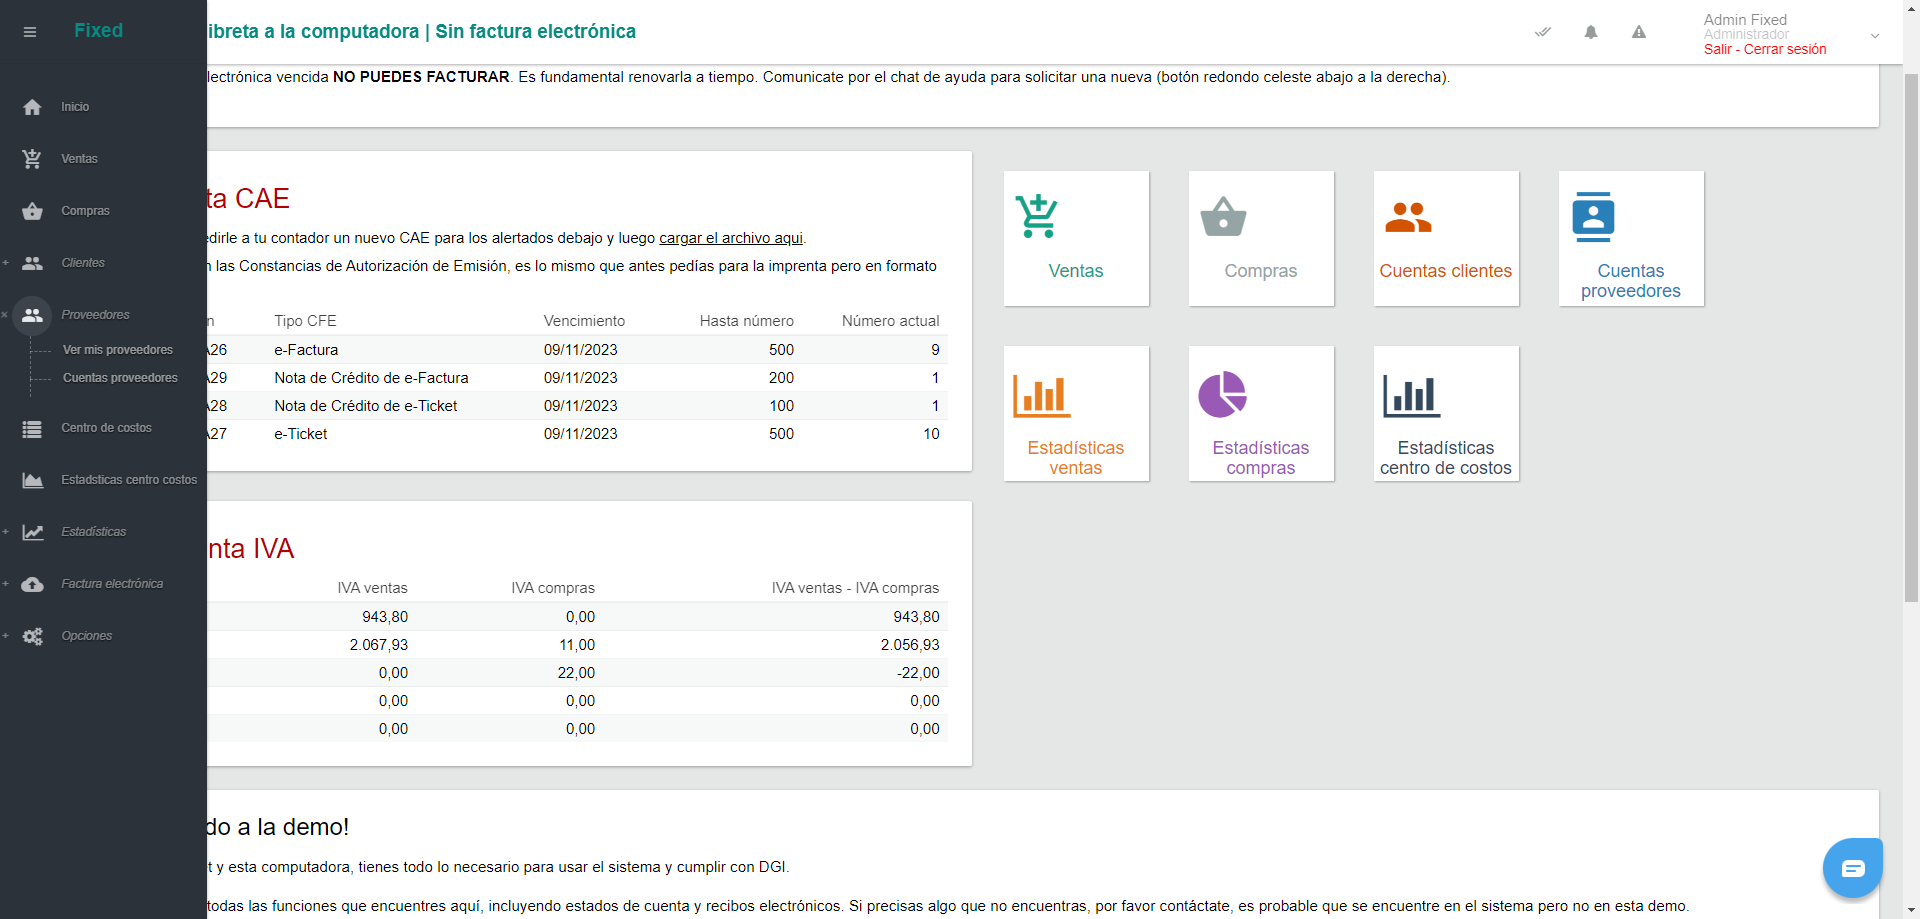 Fixed
Inicio
Ventas
Compras
Clientes
Proveedores
Ver mis proveedores
Cuentas proveedores
Centro de costos
Estadsticas centro costos
Estadísticas
Factura electrónica
Opciones
ibreta a la computadora | Sin factura electrónica
Admin Fixed
Administrador
Salir - Cerrar sesión
lectrónica vencida NO PUEDES FACTURAR. Es fundamental renovarla a tiempo. Comunicate por el chat de ayuda para solicitar una nueva (botón redondo celeste abajo a la derecha).
ta CAE
edirle a tu contador un nuevo CAE para los alertados debajo y luego cargar el archivo aqui.
n las Constancias de Autorización de Emisión, es lo mismo que antes pedías para la imprenta pero en formato
n Tipo CFE Vencimiento Hasta número Número actual
A26 e-Factura 09/11/2023 500 9
A29 Nota de Crédito de e-Factura 09/11/2023 200 1
A28 Nota de Crédito de e-Ticket 09/11/2023 100 1
A27 e-Ticket 09/11/2023 500 10
Ventas
Compras
Cuentas clientes
Cuentas
proveedores
Estadísticas
ventas
Estadísticas
compras
Estadísticas
centro de costos
nta IVA
IVA ventas IVA compras IVA ventas - IVA compras
943,80 0,00 943,80
2.067,93 11,00 2.056,93
0,00 22,00 -22,00
0,00 0,00 0,00
0,00 0,00 0,00
do a la demo!
t y esta computadora, tienes todo lo necesario para usar el sistema y cumplir con DGI.
todas las funciones que encuentres aquí, incluyendo estados de cuenta y recibos electrónicos. Si precisas algo que no encuentras, por favor contáctate, es probable que se encuentre en el sistema pero no en esta demo.